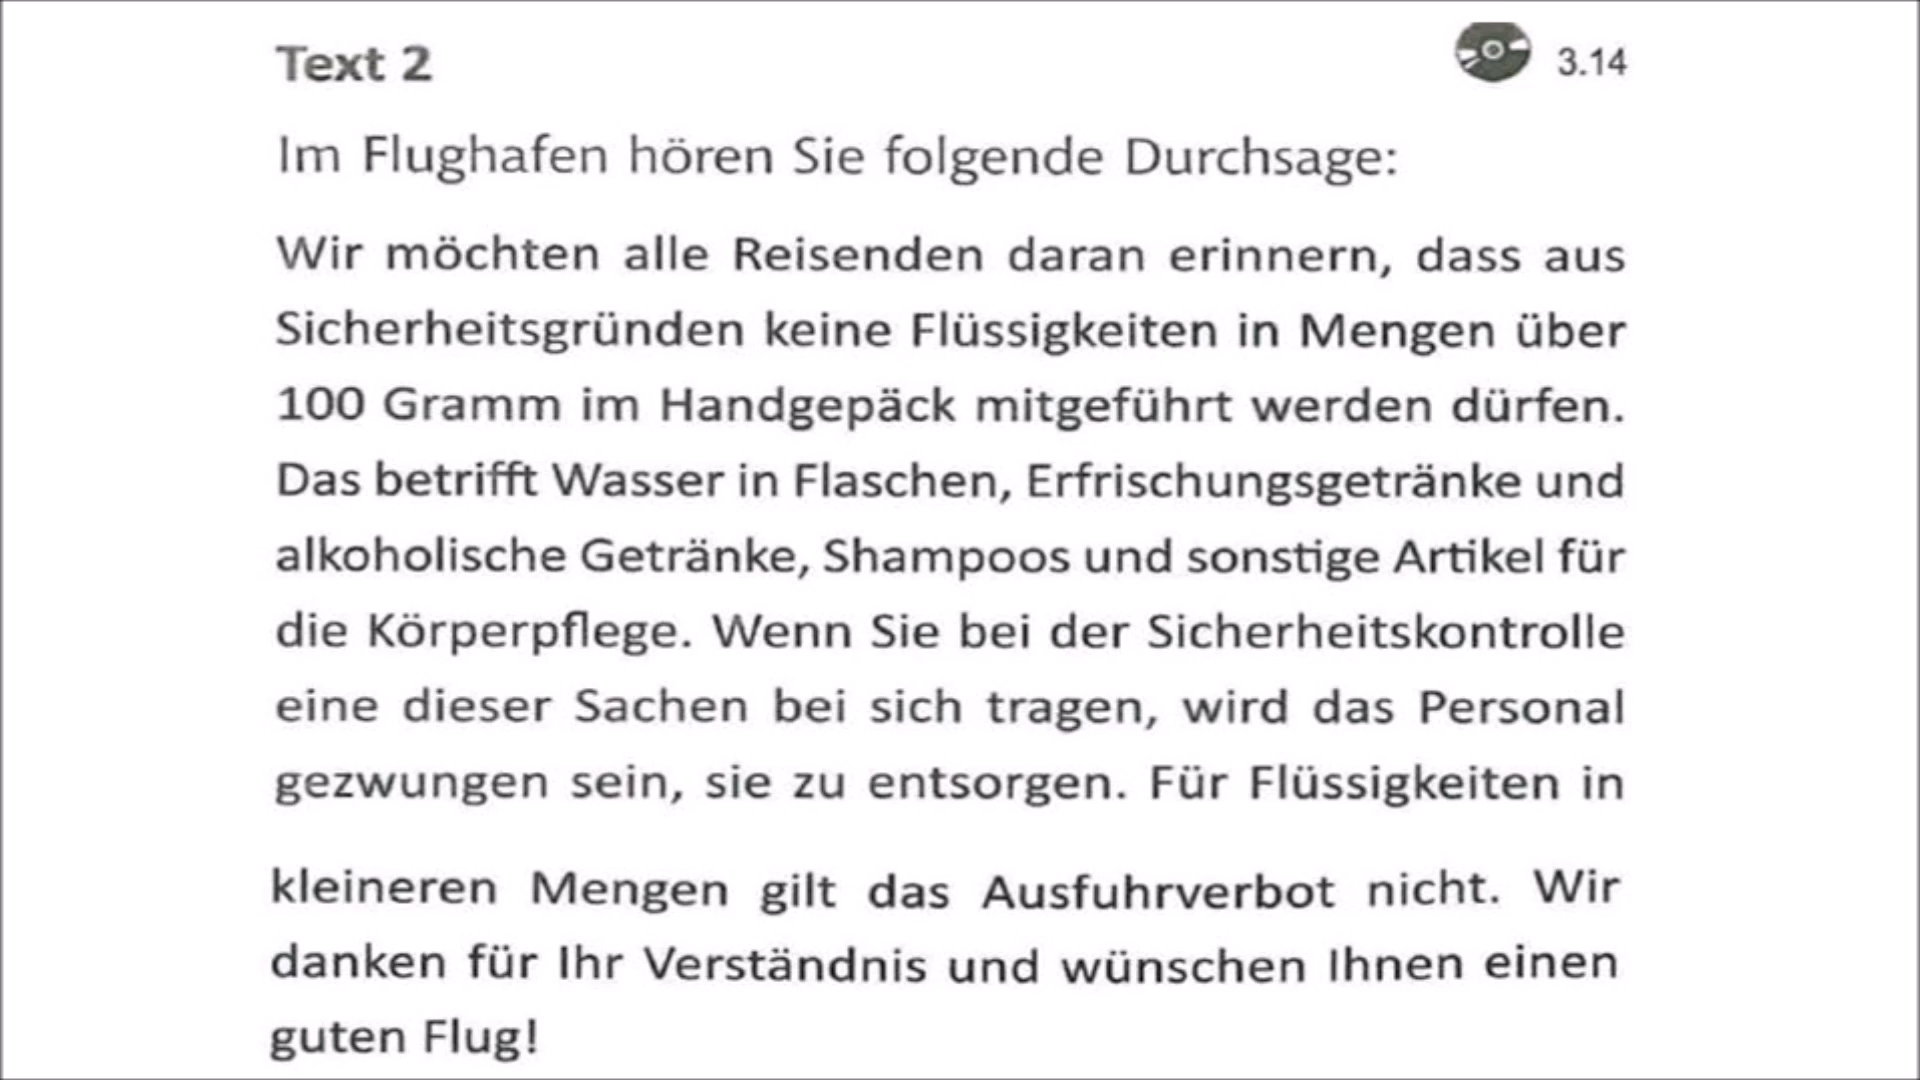 Text 2
3.14
Im Flughafen hören Sie folgende Durchsage:
Wir möchten alle Reisenden daran erinnern, dass aus
Sicherheitsgründen keine Flüssigkeiten in Mengen über
100 Gramm im Handgepäck mitgeführt werden dürfen.
Das betrifft Wasser in Flaschen, Erfrischungsgetränke und
alkoholische Getränke, Shampoos und sonstige Artikel für
die Körperpflege. Wenn Sie bei der Sicherheitskontrolle
eine dieser Sachen bei sich tragen, wird das Personal
gezwungen sein, sie zu entsorgen. Für Flüssigkeiten in
kleineren Mengen gilt das Ausfuhrverbot nicht. Wir
danken für Ihr Verständnis und wünschen Ihnen einen
guten Flug!